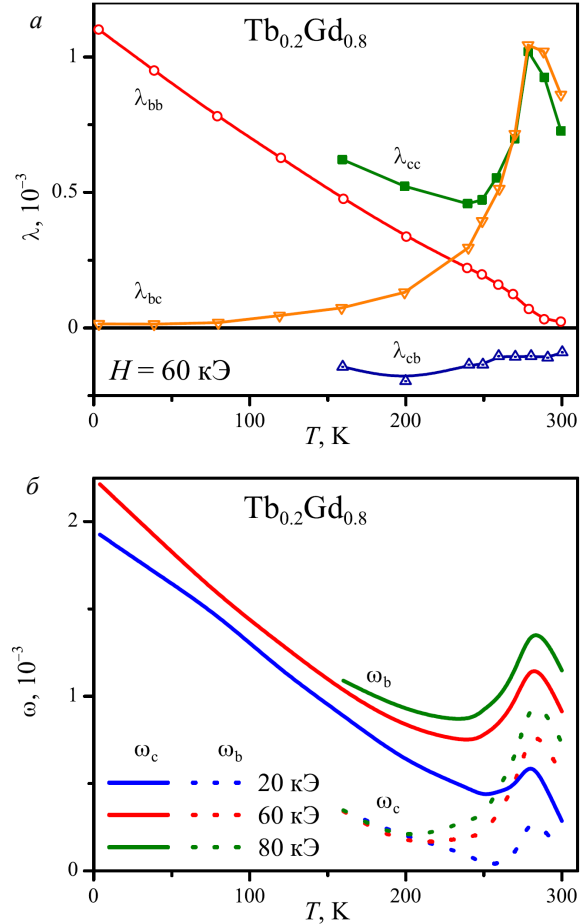 а
Tb0.2Gd0.8
1
λbb
λcc
0.5
λ, 10−3
λbc
0
λcb
H = 60 кЭ
0 100 200 300
T, K
б
Tb0.2Gd0.8
2
ωb
1
ω, 10−3
ωc ωb
ωc
20 кЭ
60 кЭ
80 кЭ
0
0 100 200 300
T, K